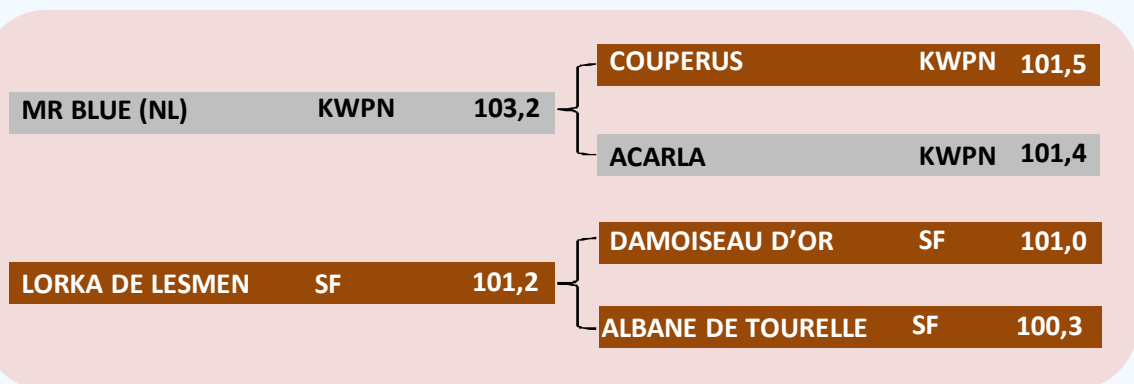 COUPERUS KWPN 101,5
MR BLUE (NL) KWPN 103,2
ACARLA KWPN 101,4
DAMOISEAU D’OR SF 101,0
LORKA DE LESMEN SF 101,2
ALBANE DE TOURELLE SF 100,3